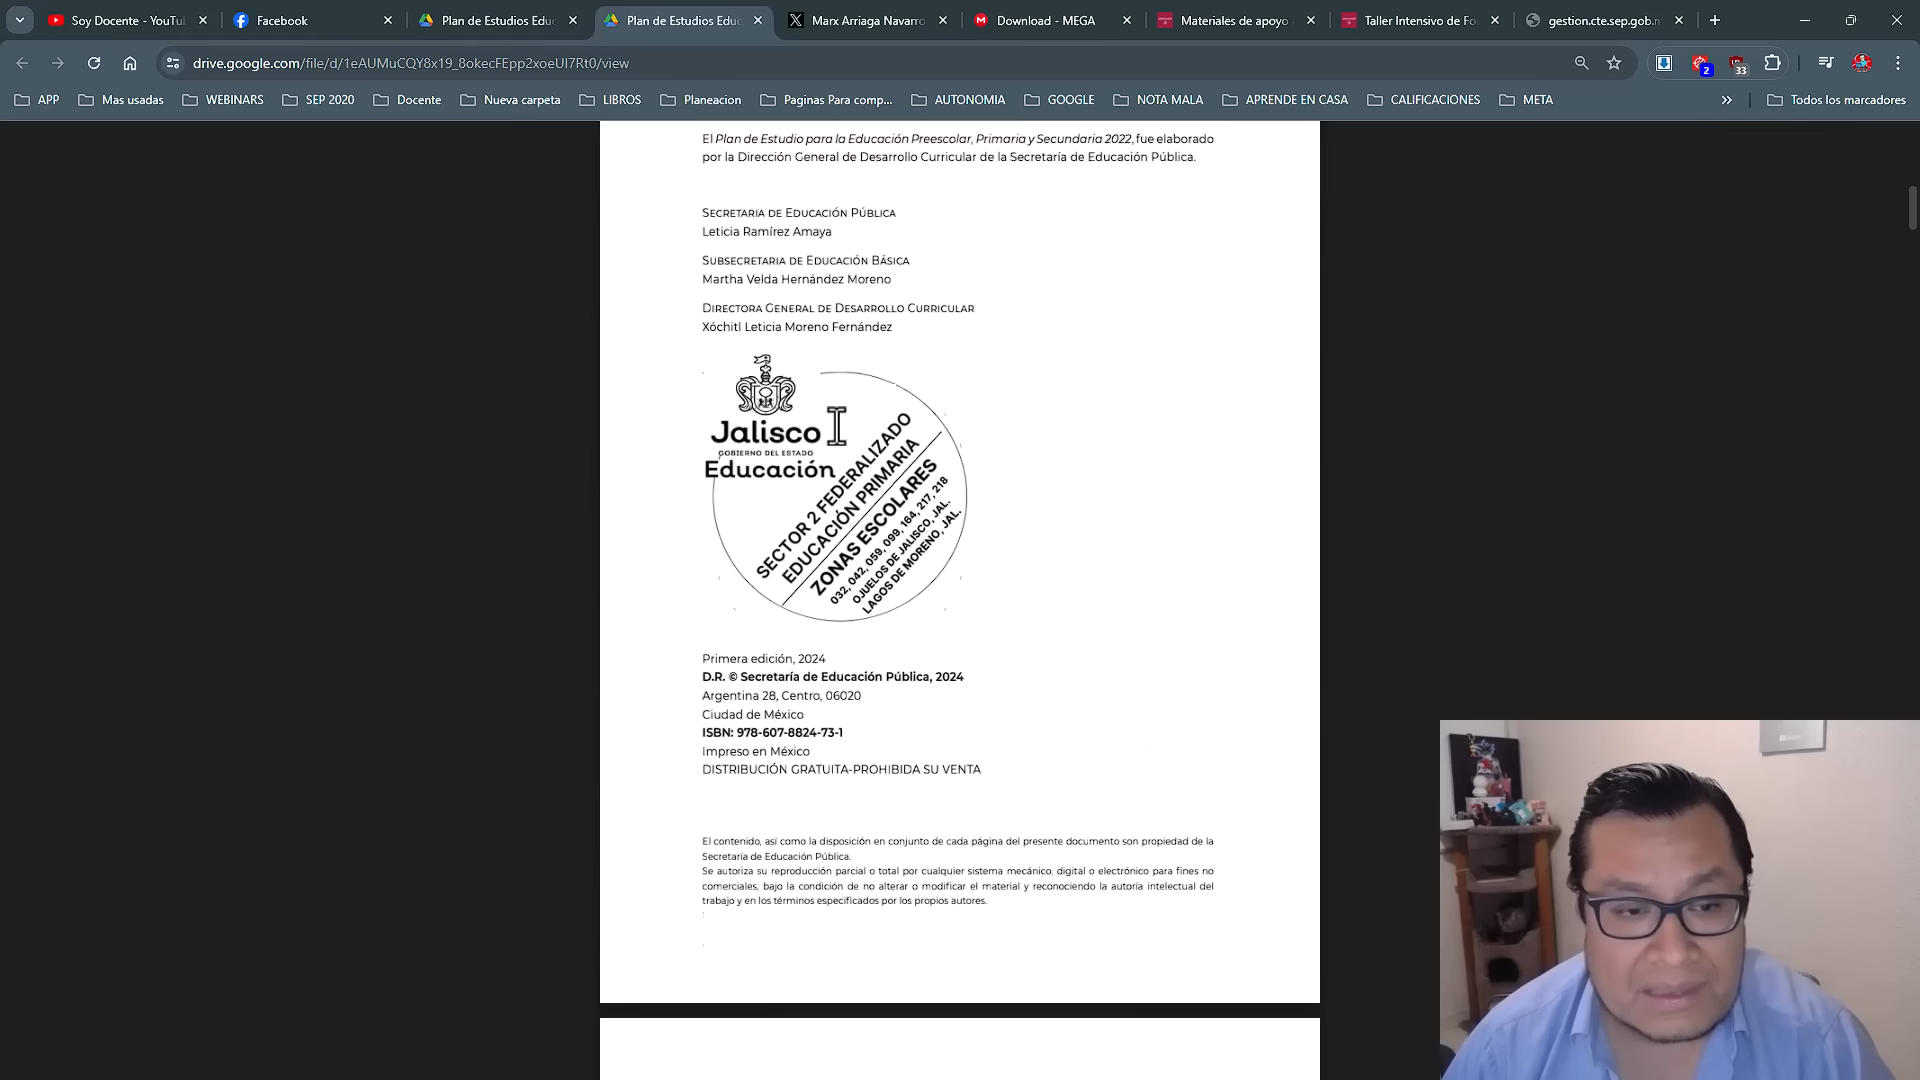 Soy Docente - YouTu
Facebook
Plan de Estudios Edu
Plan de Estudios Edu
Marx Arriaga Navarro
Download - MEGA
Materiales de apoyo
Taller Intensivo de Fo
gestion.cte.sep.gob.m
drive.google.com/file/d/1eAUMuCQY8x19_8okecFEpp2xoeUI7Rt0/view
2
33
APP
Mas usadas
WEBINARS
SEP 2020
Docente
Nueva carpeta
LIBROS
Planeacion
Paginas Para comp...
AUTONOMIA
GOOGLE
NOTA MALA
APRENDE EN CASA
CALIFICACIONES
META
Todos los marcadores
El Plan de Estudio para la Educación Preescolar, Primaria y Secundaria 2022, fue elaborado
por la Dirección General de Desarrollo Curricular de la Secretaría de Educación Pública.
Secretaria de Educación Pública
Leticia Ramírez Amaya
Subsecretaria de Educación Básica
Martha Velda Hernández Moreno
Directora General de Desarrollo Curricular
Xóchitl Leticia Moreno Fernández
Jalisco
GOBIERNO DEL ESTADO
Educación
SECTOR 2 FEDERALIZADO
EDUCACIÓN PRIMARIA
ZONAS ESCOLARES
032, 042, 059, 099, 164, 217, 218
OJUELOS DE JALISCO, JAL.
LAGOS DE MORENO, JAL.
Primera edición, 2024
D.R. © Secretaría de Educación Pública, 2024
Argentina 28, Centro, 06020
Ciudad de México
ISBN: 978-607-8824-73-1
Impreso en México
DISTRIBUCIÓN GRATUITA-PROHIBIDA SU VENTA
El contenido, así como la disposición en conjunto de cada página del presente documento son propiedad de la
Secretaría de Educación Pública.
Se autoriza su reproducción parcial o total por cualquier sistema mecánico, digital o electrónico para fines no
comerciales, bajo la condición de no alterar o modificar el material y reconociendo la autoría intelectual del
trabajo y en los términos especificados por los propios autores.